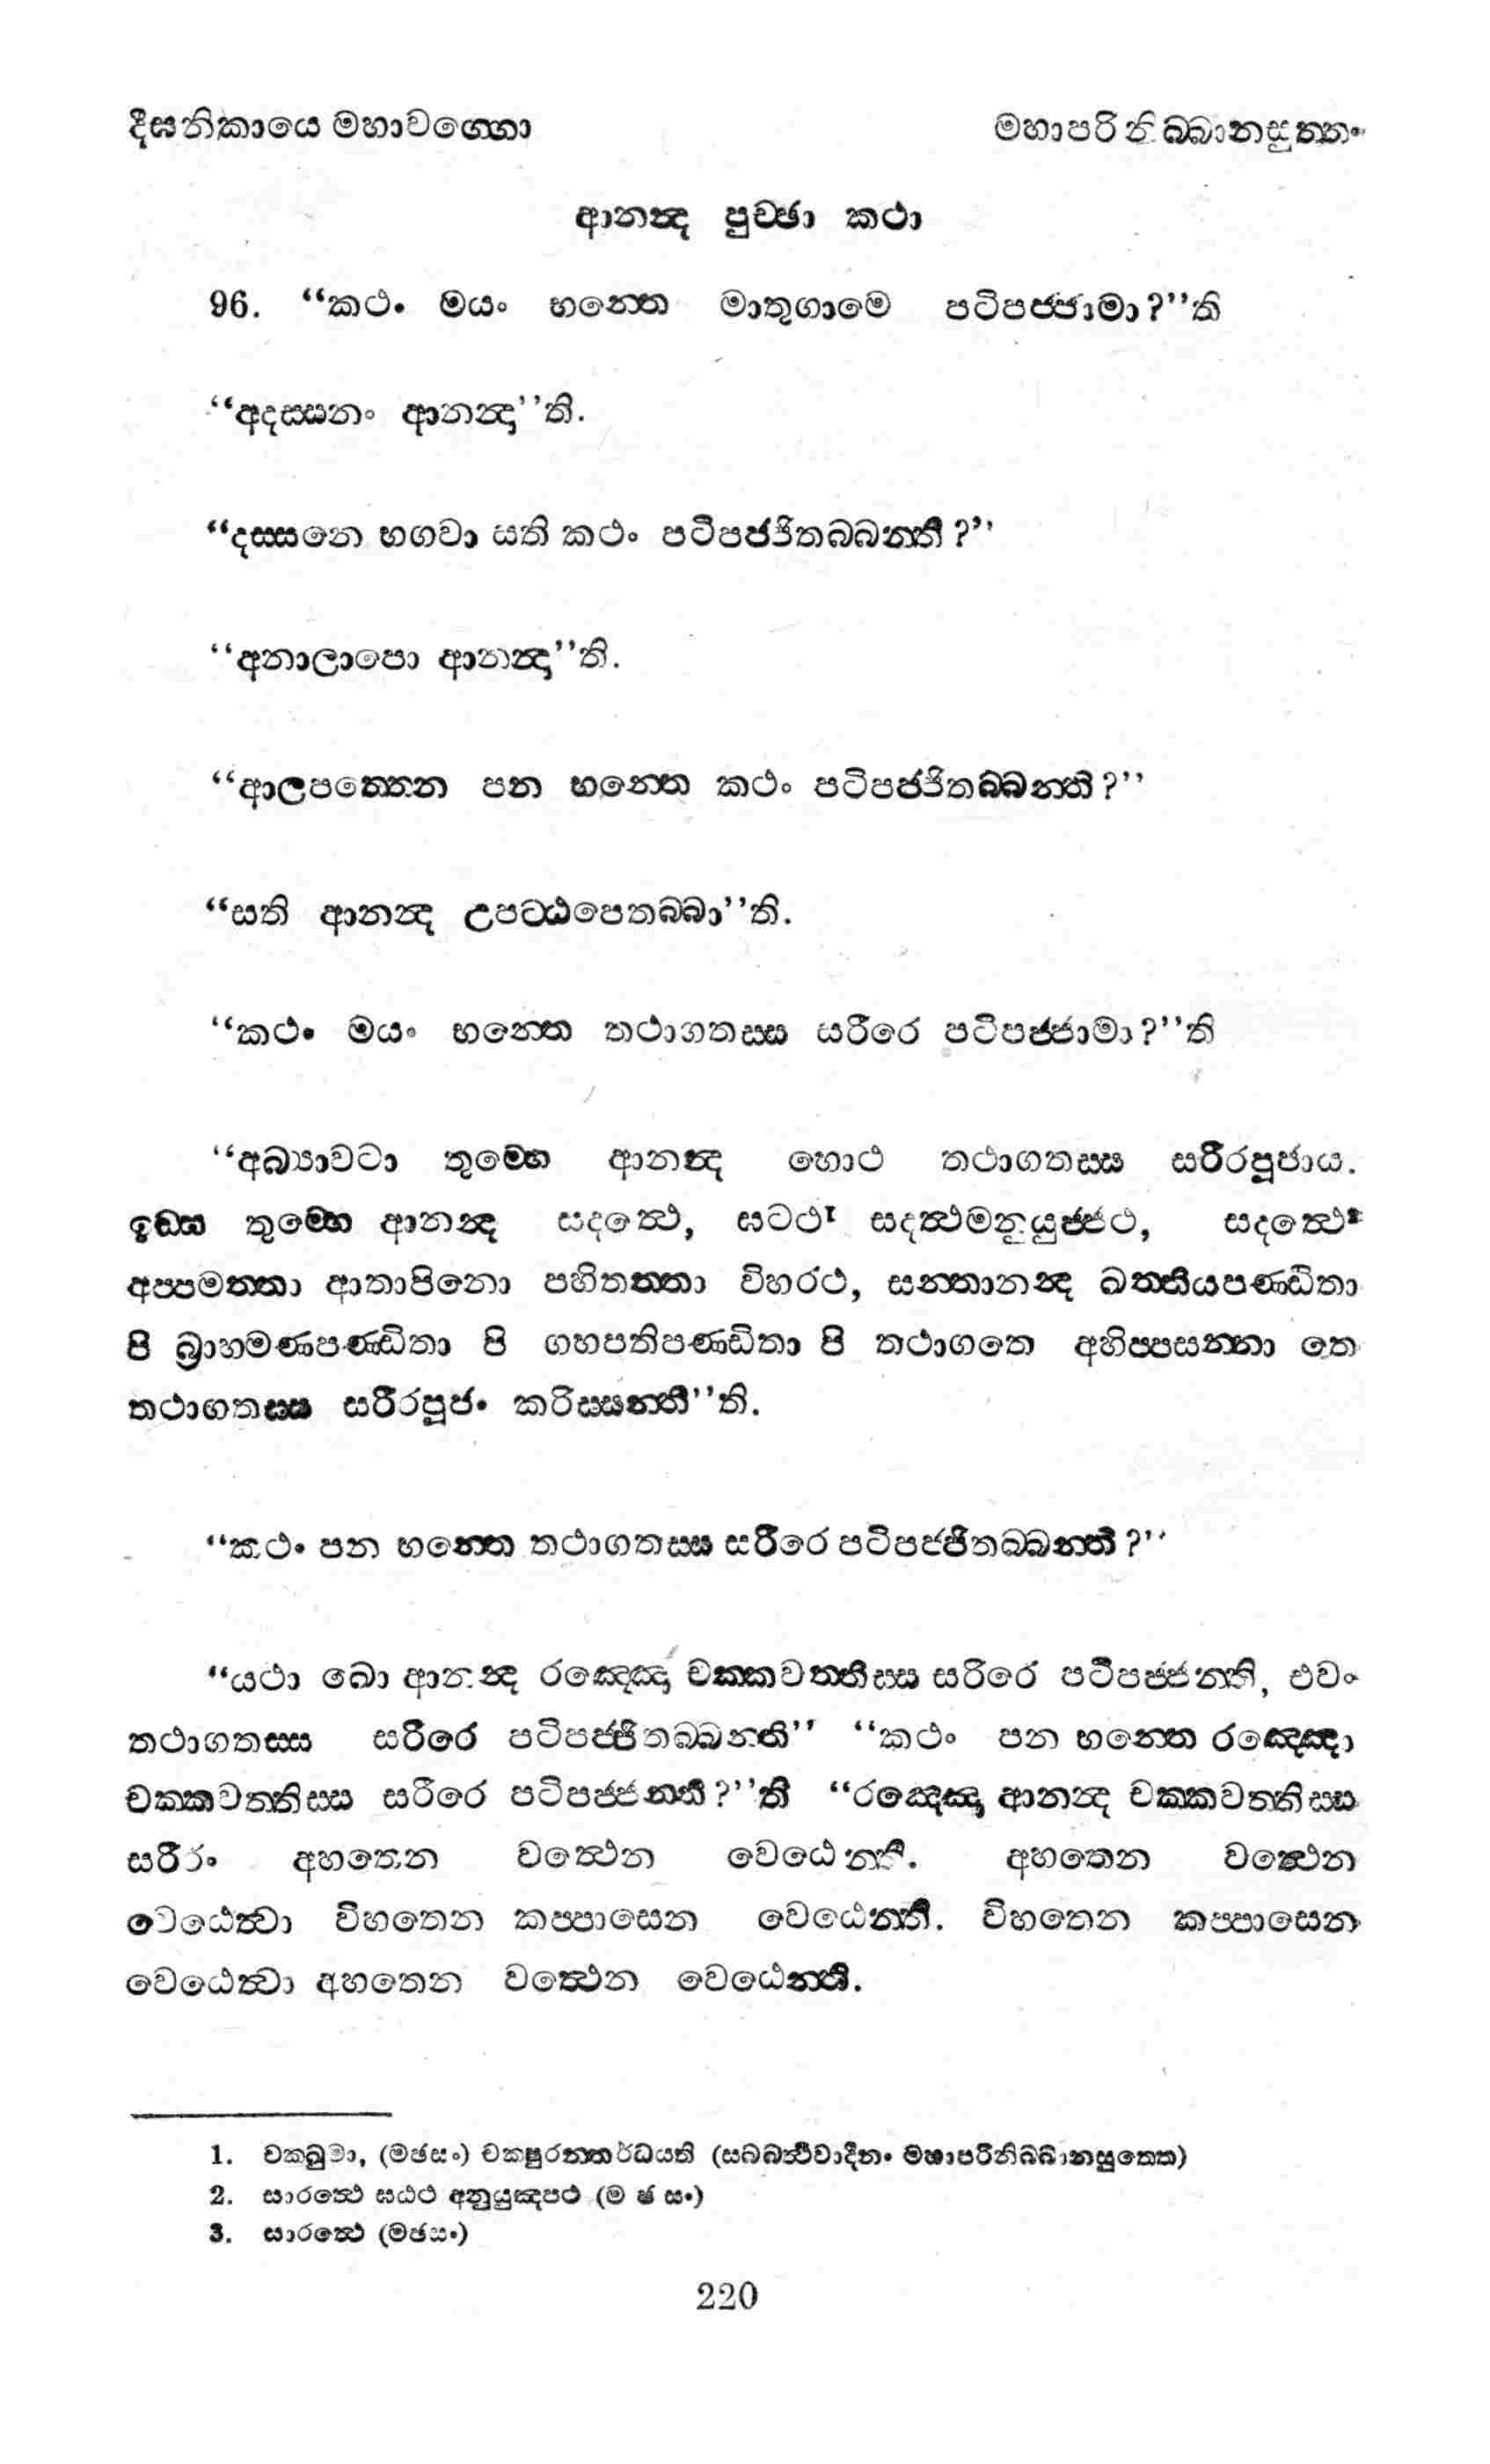 දීඝනිකායෙ මහාවග්ගො මහාපරිනිබ්බානසුත්තං
ආනන්ද පුච්ඡා කථා
96. “කථං මයං භන්තෙ මාතුගාමෙ පටිපජ්ජාමා?”ති
“අදස්සනං ආනන්දා”ති.
“දස්සනෙ භගවා සති කථං පටිපජ්ජිතබ්බන්ති?”
“අනාලාපො ආනන්දා”ති.
“ආලපන්තෙන පන භන්තෙ කථං පටිපජ්ජිතබ්බන්ති?”
“සති ආනන්ද උපට්ඨපෙතබ්බා”ති.
“කථං මයං භන්තෙ තථාගතස්ස සරීරෙ පටිපජ්ජාමා?”ති
“අබ්‍යාවටා තුම්හෙ ආනන්ද හොථ තථාගතස්ස සරීරපූජාය.
ඉඞ්ඝ තුම්හෙ ආනන්ද සදත්ථෙ, ඝටථ¹ සදත්ථමනුයුඤ්ජථ, සදත්ථෙ²
අප්පමත්තා ආතාපිනො පහිතත්තා විහරථ, සන්තානන්ද ඛත්තියපණ්ඩිතා
පි බ්‍රාහ්මණපණ්ඩිතා පි ගහපතිපණ්ඩිතා පි තථාගතෙ අභිප්පසන්නා තෙ
තථාගතස්ස සරීරපූජං කරිස්සන්තී”ති.
“කථං පන භන්තෙ තථාගතස්ස සරීරෙ පටිපජ්ජිතබ්බන්ති?”
“යථා ඛො ආනන්ද රඤ්ඤො චක්කවත්තිස්ස සරිරෙ පටිපජ්ජන්ති, එවං
තථාගතස්ස සරීරෙ පටිපජ්ජිතබ්බන්ති” “කථං පන භන්තෙ රඤ්ඤො
චක්කවත්තිස්ස සරීරෙ පටිපජ්ජන්තී?”ති “රඤ්ඤො ආනන්ද චක්කවත්තිස්ස
සරීරං අහතෙන වත්ථෙන වෙඨෙන්ති. අහතෙන වත්ථෙන
වෙඨෙත්වා විහතෙන කප්පාසෙන වෙඨෙන්ති. විහතෙන කප්පාසෙන
වෙඨෙත්වා අහතෙන වත්ථෙන වෙඨෙන්ති.
1. චක්ඛුමා, (මඡසං) චක්ෂුරන්තර්ධයති (සබ්බත්ථිවාදීනං මහාපරිනිබ්බානසුත්තෙ)
2. සාරත්ථෙ ඝඨථ අනුයුඤ්ජථ (ම ඡ සං)
3. සාරත්ථෙ (මඡසං)
220